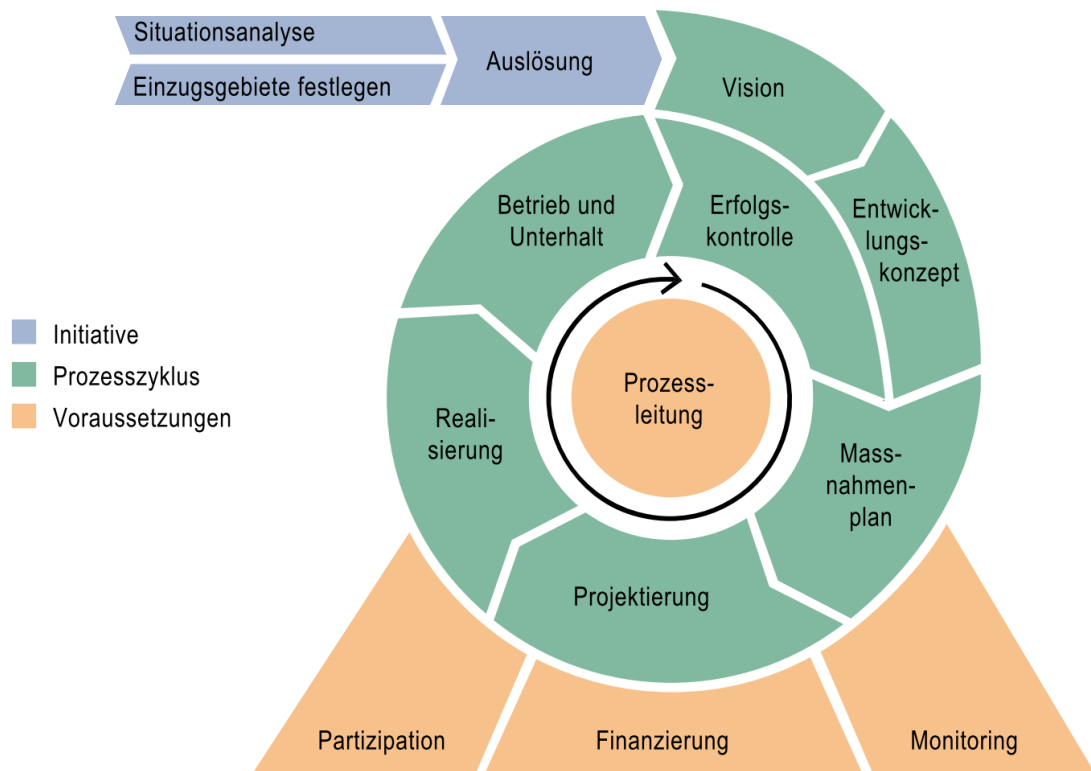 Situationsanalyse
Einzugsgebiete festlegen
Auslösung
Vision
Entwick-
lungs-
konzept
Erfolgs-
kontrolle
Betrieb und
Unterhalt
Initiative
Prozesszyklus
Voraussetzungen
Reali-
sierung
Prozess-
leitung
Mass-
nahmen-
plan
Projektierung
Partizipation
Finanzierung
Monitoring